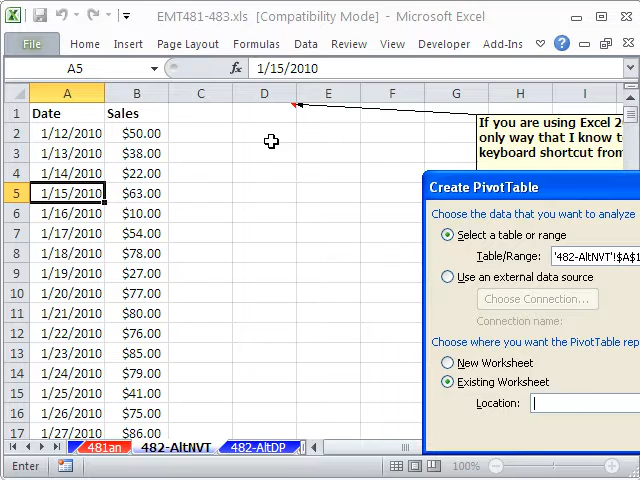 EMT481-483.xls [Compatibility Mode] - Microsoft Excel
File Home Insert Page Layout Formulas Data Review View Developer Add-Ins
A5 fx 1/15/2010
A B C D E F G H I
1 Date Sales
2 1/12/2010 $50.00
3 1/13/2010 $38.00
4 1/14/2010 $22.00
5 1/15/2010 $63.00
6 1/16/2010 $10.00
7 1/17/2010 $54.00
8 1/18/2010 $78.00
9 1/19/2010 $27.00
10 1/20/2010 $77.00
11 1/21/2010 $80.00
12 1/22/2010 $76.00
13 1/23/2010 $85.00
14 1/24/2010 $79.00
15 1/25/2010 $41.00
16 1/26/2010 $75.00
17 1/27/2010 $86.00
If you are using Excel 2
only way that I know t
keyboard shortcut from
Create PivotTable
Choose the data that you want to analyze
Select a table or range
Table/Range: '482-AltNVT'!$A$1
Use an external data source
Choose Connection...
Connection name:
Choose where you want the PivotTable rep
New Worksheet
Existing Worksheet
Location:
481an 482-AltNVT 482-AltDP
Enter 100%